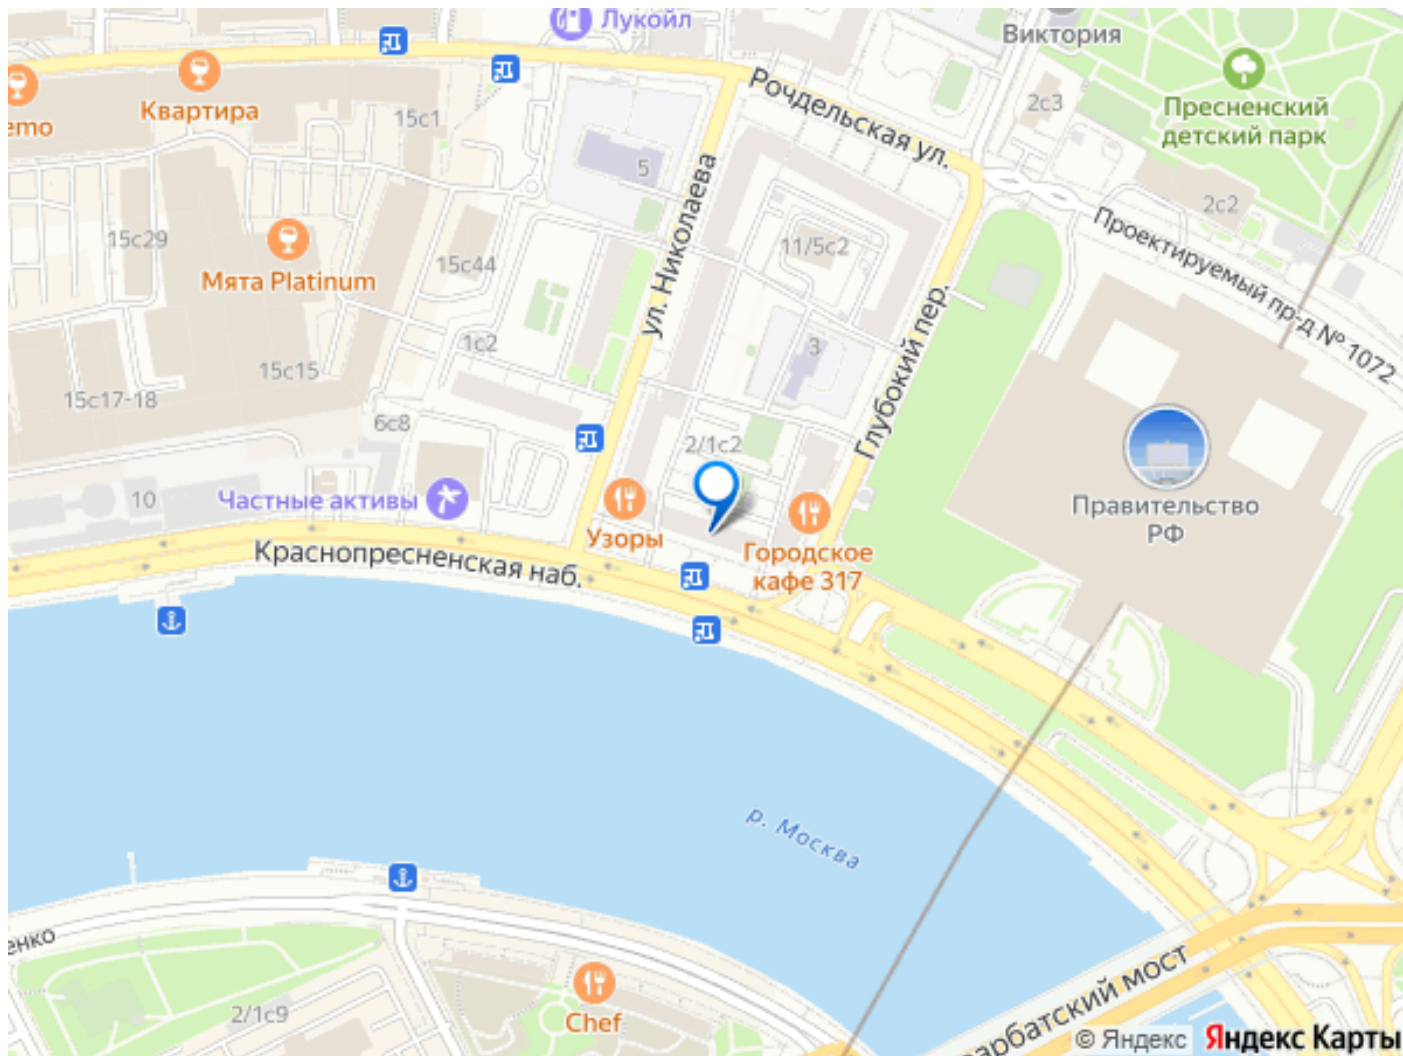 Лукойл
Виктория
Квартира
emo
15с1
Рочдельская ул.
2с3
Пресненский
детский парк
5
ул. Николаева
2с2
15с29
Мята Platinum
15с44
11/5с2
Проектируемый пр-д № 1072
1с2
3
15с15
15с17-18
Глубокий пер.
6с8
2/1с2
10
Частные активы
Узоры
Городское
кафе 317
Правительство
РФ
Краснопресненская наб.
р. Москва
енко
2/1с9
Chef
арбатский мост
© Яндекс Яндекс Карты